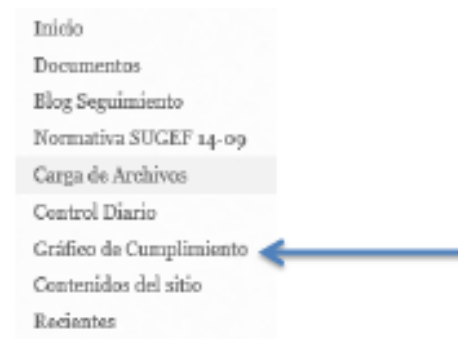 Inicio
Documentos
Blog Seguimiento
Normativa SUGEF 14-09
Carga de Archivos
Control Diario
Gráfico de Cumplimiento
Contenidos del sitio
Recientes